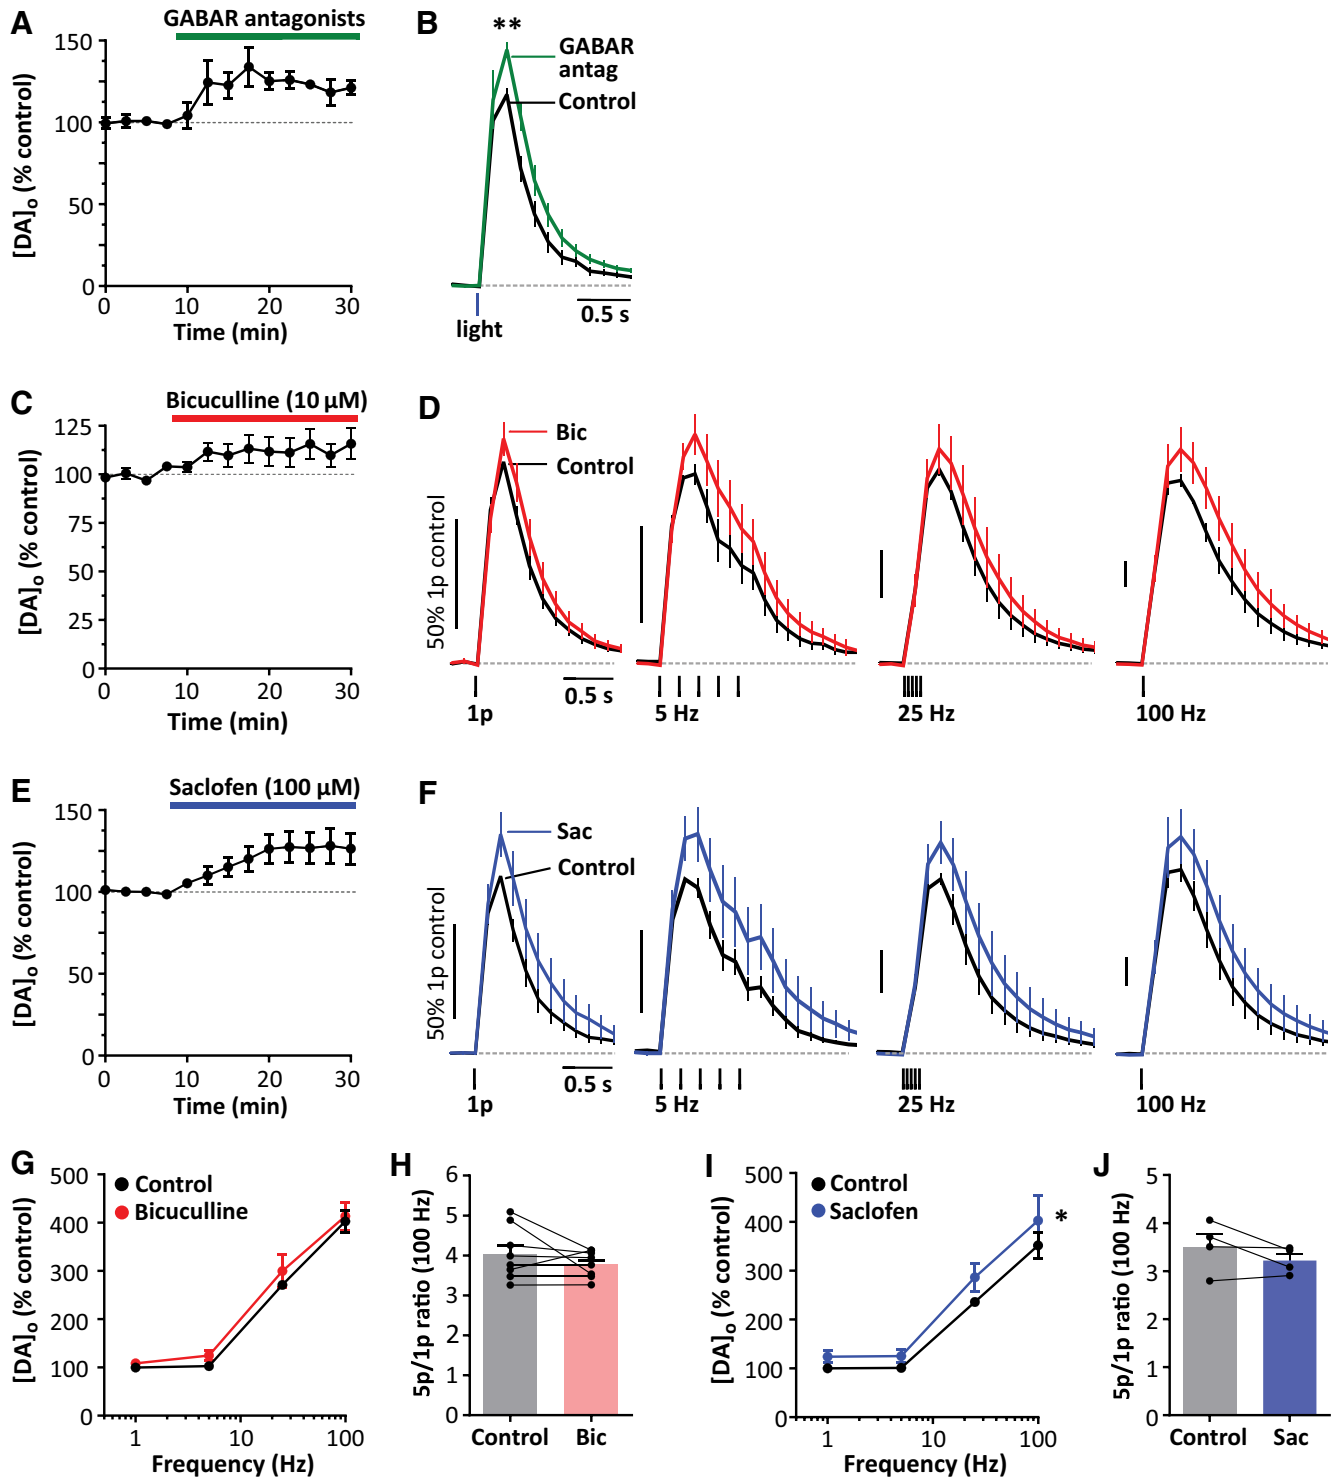 A
GABAR antagonists
[DA]o (% control)
150
100
50
0
0 10 20 30
Time (min)
B
**
GABAR
antag
Control
light
0.5 s
C
Bicuculline (10 µM)
[DA]o (% control)
125
100
75
50
25
0
0 10 20 30
Time (min)
D
Bic
Control
50% 1p control
0.5 s
1p
5 Hz
25 Hz
100 Hz
E
Saclofen (100 µM)
[DA]o (% control)
150
100
50
0
0 10 20 30
Time (min)
F
Sac
Control
50% 1p control
0.5 s
1p
5 Hz
25 Hz
100 Hz
G
Control
Bicuculline
[DA]o (% control)
500
400
300
200
100
0
1 10 100
Frequency (Hz)
H
5p/1p ratio (100 Hz)
6
5
4
3
2
1
0
Control Bic
I
Control
Saclofen
*
[DA]o (% control)
500
400
300
200
100
0
1 10 100
Frequency (Hz)
J
5p/1p ratio (100 Hz)
5
4
3
2
1
0
Control Sac